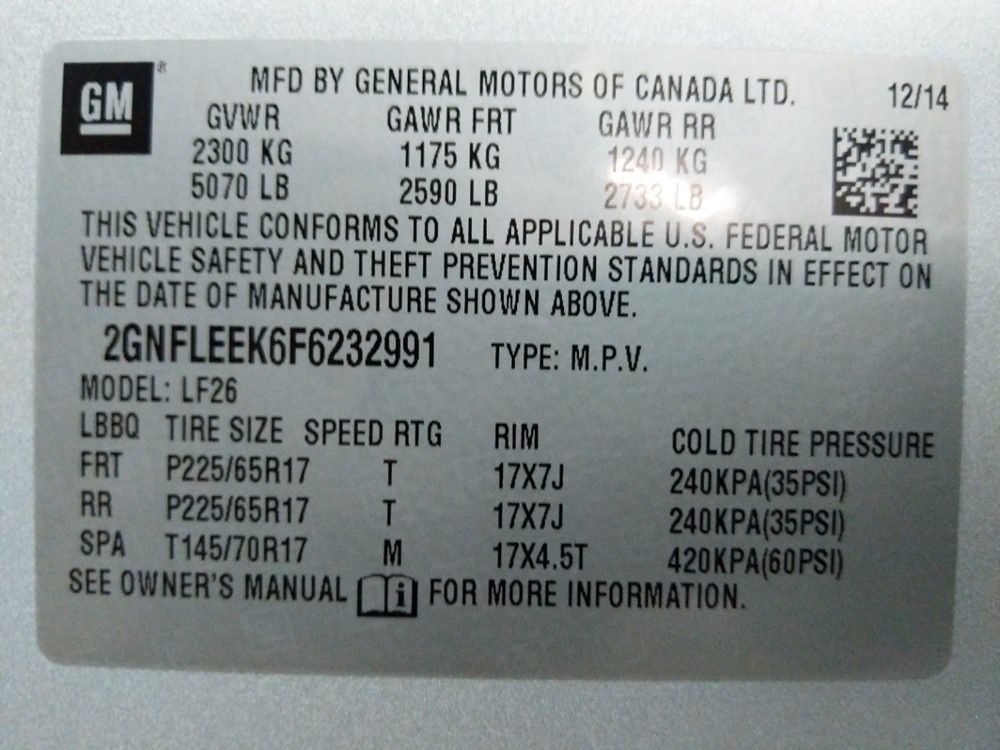 GM® MFD BY GENERAL MOTORS OF CANADA LTD. 12/14
GVWR GAWR FRT GAWR RR
2300 KG 1175 KG 1240 KG
5070 LB 2590 LB 2733 LB
THIS VEHICLE CONFORMS TO ALL APPLICABLE U.S. FEDERAL MOTOR
VEHICLE SAFETY AND THEFT PREVENTION STANDARDS IN EFFECT ON
THE DATE OF MANUFACTURE SHOWN ABOVE.
2GNFLEEK6F6232991 TYPE: M.P.V.
MODEL: LF26
LBBQ TIRE SIZE SPEED RTG RIM COLD TIRE PRESSURE
FRT P225/65R17 T 17X7J 240KPA(35PSI)
RR P225/65R17 T 17X7J 240KPA(35PSI)
SPA T145/70R17 M 17X4.5T 420KPA(60PSI)
SEE OWNER'S MANUAL i FOR MORE INFORMATION.